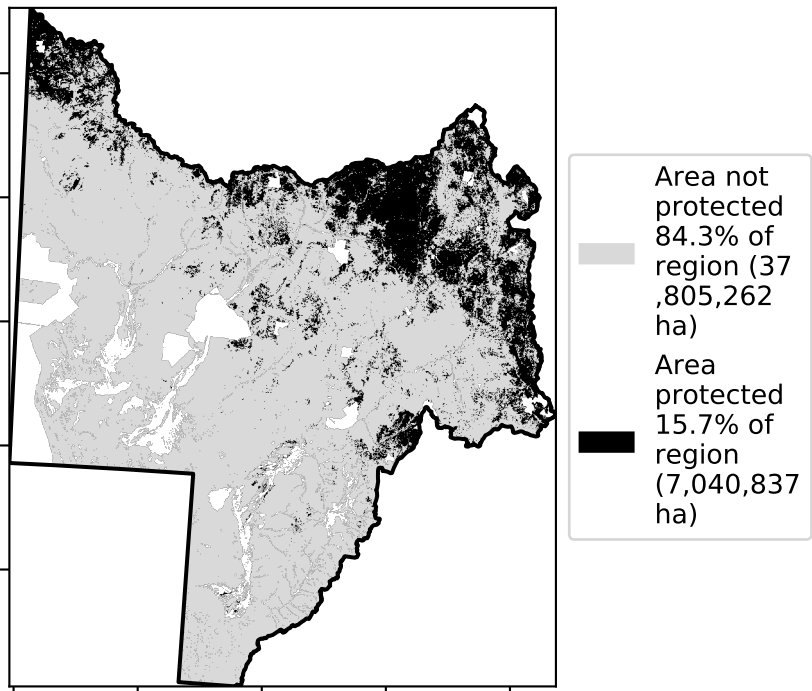 Area not
protected
84.3% of
region (37
,805,262
ha)
Area
protected
15.7% of
region
(7,040,837
ha)